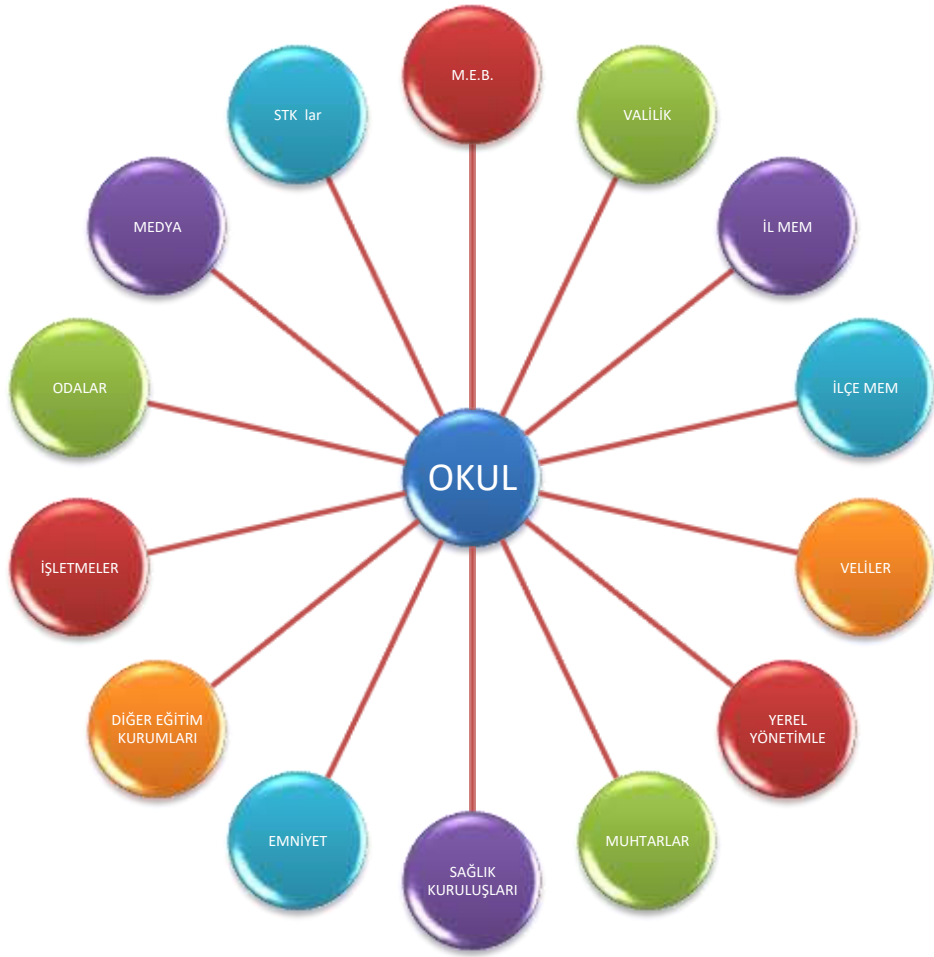 M.E.B.
VALİLİK
İL MEM
İLÇE MEM
VELİLER
YEREL
YÖNETİMLE
MUHTARLAR
SAĞLIK
KURULUŞLARI
EMNİYET
DİĞER EĞİTİM
KURUMLARI
İŞLETMELER
ODALAR
MEDYA
STK lar
OKUL